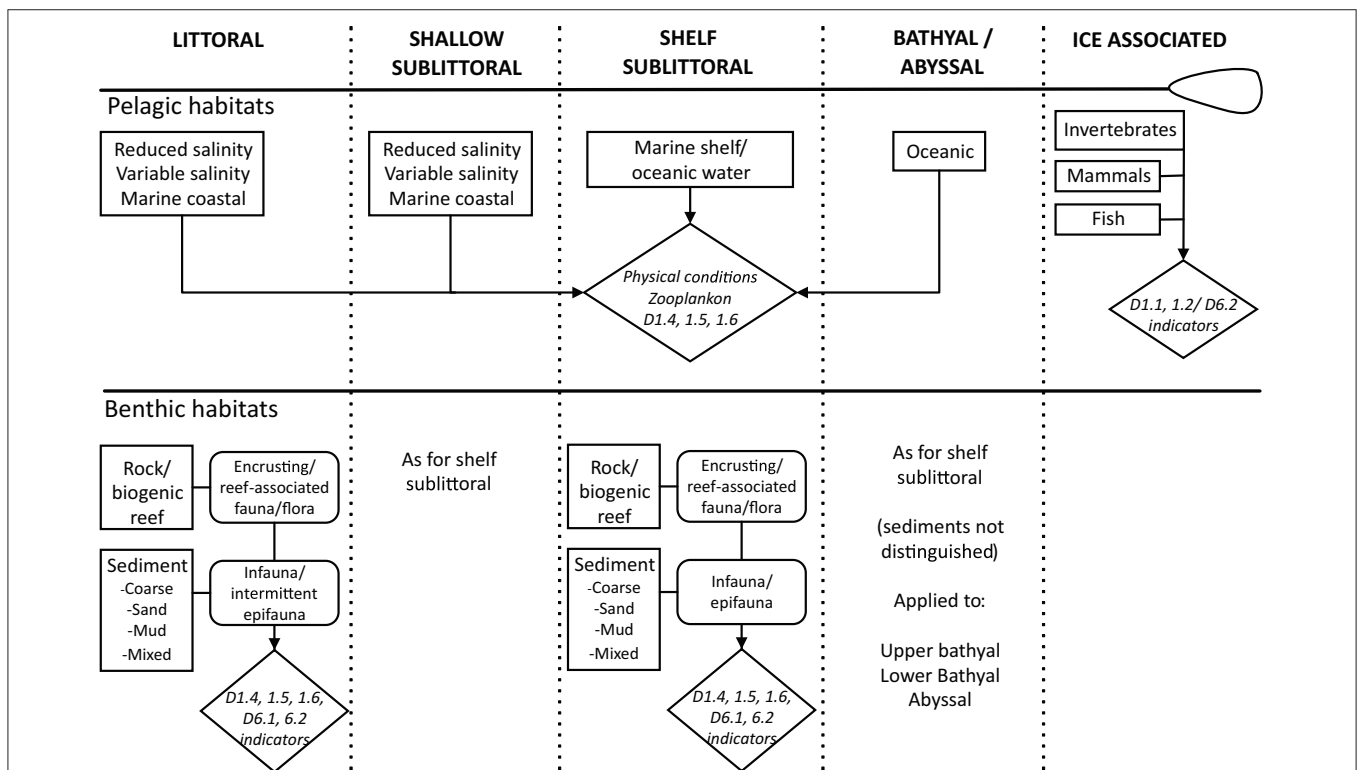 LITTORAL
SHALLOW
SUBLITTORAL
SHELF
SUBLITTORAL
BATHYAL /
ABYSSAL
ICE ASSOCIATED
Pelagic habitats
Reduced salinity
Variable salinity
Marine coastal
Reduced salinity
Variable salinity
Marine coastal
Marine shelf/
oceanic water
Oceanic
Invertebrates
Mammals
Fish
Physical conditions
Zooplankon
D1.4, 1.5, 1.6
D1.1, 1.2/ D6.2
indicators
Benthic habitats
Rock/
biogenic
reef
Encrusting/
reef-associated
fauna/flora
Sediment
-Coarse
-Sand
-Mud
-Mixed
Infauna/
intermittent
epifauna
D1.4, 1.5, 1.6,
D6.1, 6.2
indicators
As for shelf
sublittoral
Rock/
biogenic
reef
Encrusting/
reef-associated
fauna/flora
Sediment
-Coarse
-Sand
-Mud
-Mixed
Infauna/
epifauna
D1.4, 1.5, 1.6,
D6.1, 6.2
indicators
As for shelf
sublittoral
(sediments not
distinguished)
Applied to:
Upper bathyal
Lower Bathyal
Abyssal